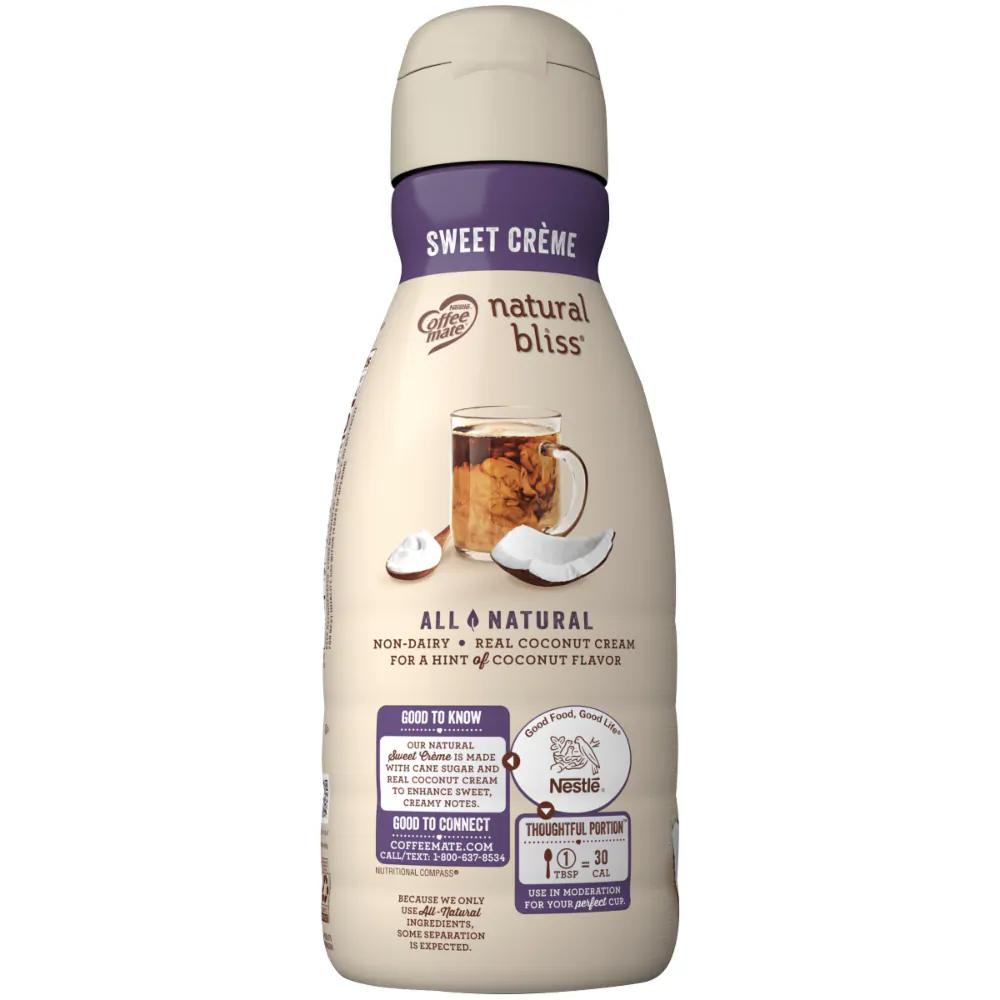 SWEET CRÈME
Nestlé
Coffee
mate
natural
bliss®
ALL NATURAL
NON-DAIRY • REAL COCONUT CREAM
FOR A HINT of COCONUT FLAVOR
GOOD TO KNOW
OUR NATURAL
Sweet Crème IS MADE
WITH CANE SUGAR AND
REAL COCONUT CREAM
TO ENHANCE SWEET,
CREAMY NOTES.
GOOD TO CONNECT
COFFEEMATE.COM
CALL/TEXT: 1-800-637-8534
NUTRITIONAL COMPASS®
Good Food, Good Life®
Nestlé®
THOUGHTFUL PORTION™
1 = 30
TBSP CAL
USE IN MODERATION
FOR YOUR perfect CUP.
BECAUSE WE ONLY
USE All-Natural
INGREDIENTS,
SOME SEPARATION
IS EXPECTED.